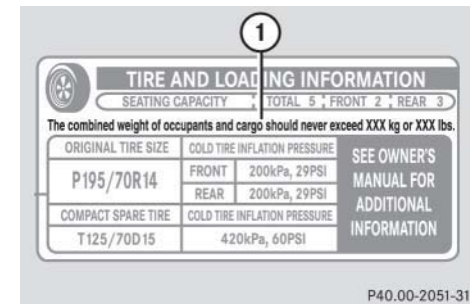 1
TIRE AND LOADING INFORMATION
SEATING CAPACITY TOTAL 5 FRONT 2 REAR 3
The combined weight of occupants and cargo should never exceed XXX kg or XXX lbs.
ORIGINAL TIRE SIZE COLD TIRE INFLATION PRESSURE
P195/70R14 FRONT 200kPa, 29PSI
REAR 200kPa, 29PSI
COMPACT SPARE TIRE COLD TIRE INFLATION PRESSURE
T125/70D15 420kPa, 60PSI
SEE OWNER'S
MANUAL FOR
ADDITIONAL
INFORMATION
P40.00-2051-31